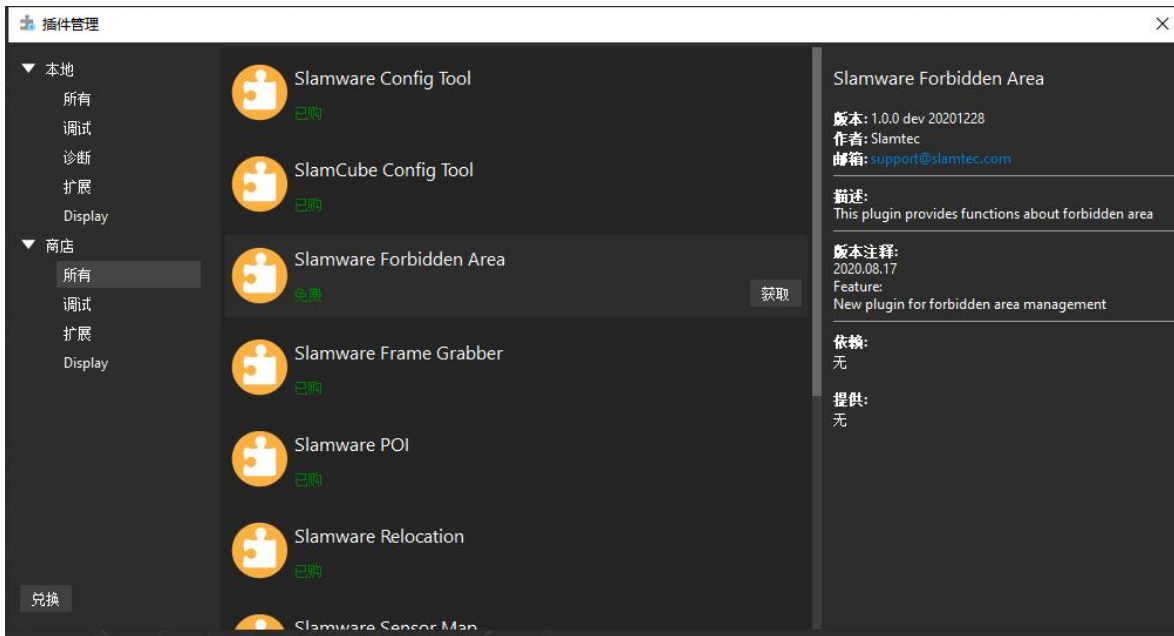 插件管理
本地
所有
调试
诊断
扩展
Display
商店
所有
调试
扩展
Display
兑换
Slamware Config Tool
已购
SlamCube Config Tool
已购
Slamware Forbidden Area
免费
获取
Slamware Frame Grabber
已购
Slamware POI
已购
Slamware Relocation
已购
Slamware Sensor Map
Slamware Forbidden Area
版本: 1.0.0 dev 20201228
作者: Slamtec
邮箱: support@slamtec.com
描述:
This plugin provides functions about forbidden area
版本注释:
2020.08.17
Feature:
New plugin for forbidden area management
依赖:
无
提供:
无